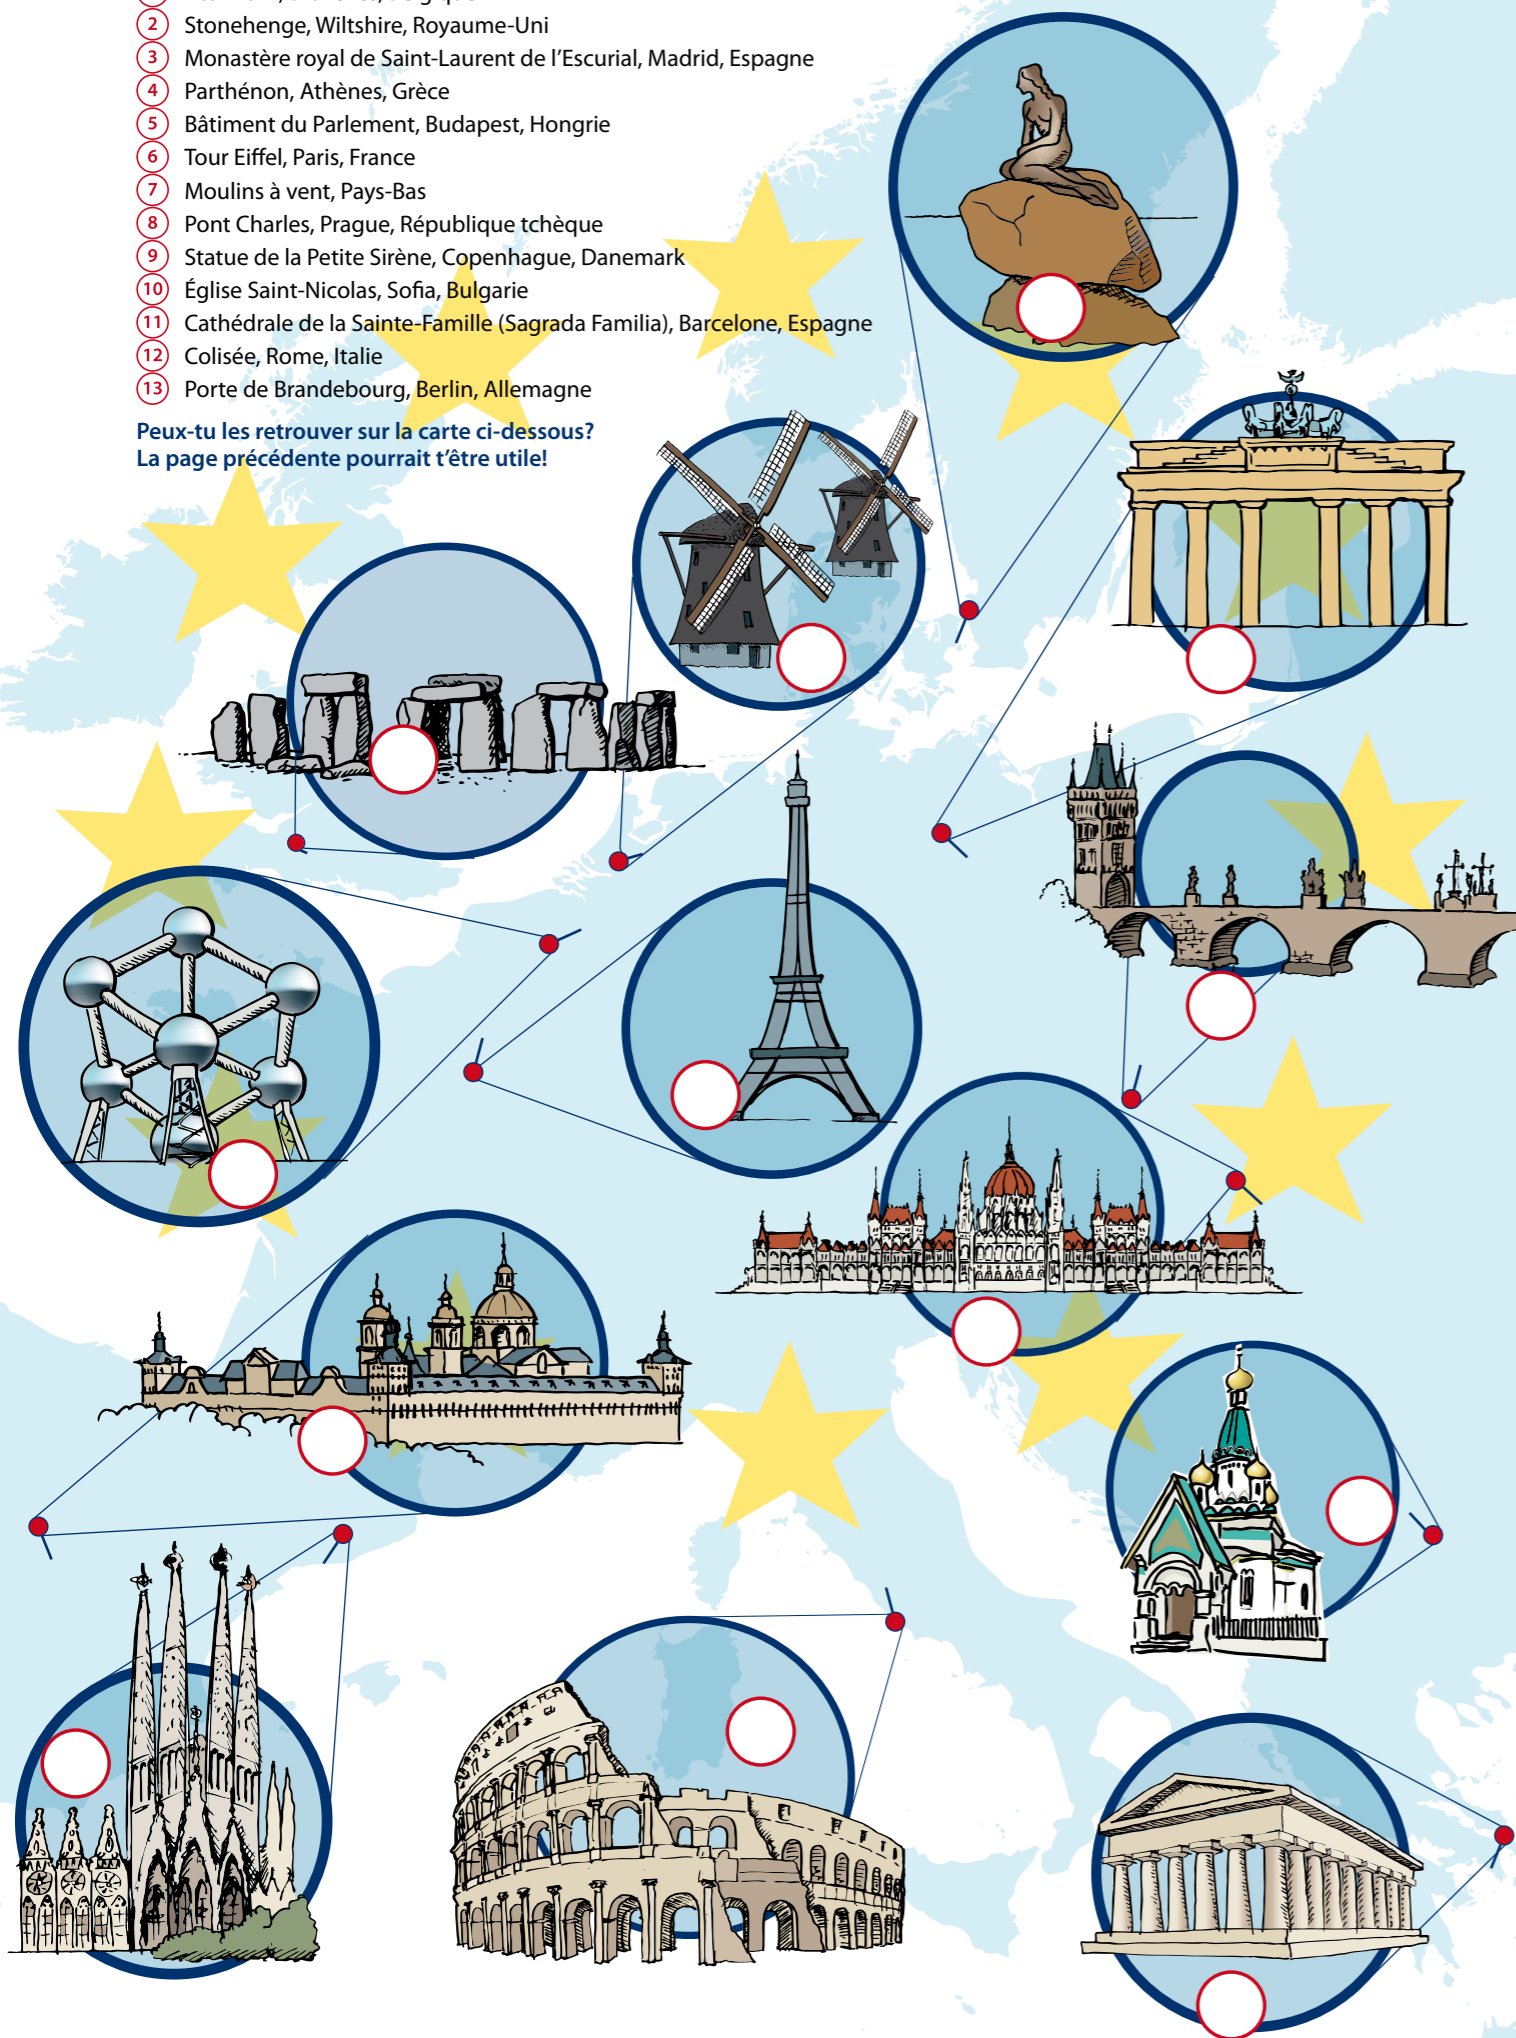 2 Stonehenge, Wiltshire, Royaume-Uni
3 Monastère royal de Saint-Laurent de l’Escurial, Madrid, Espagne
4 Parthénon, Athènes, Grèce
5 Bâtiment du Parlement, Budapest, Hongrie
6 Tour Eiffel, Paris, France
7 Moulins à vent, Pays-Bas
8 Pont Charles, Prague, République tchèque
9 Statue de la Petite Sirène, Copenhague, Danemark
10 Église Saint-Nicolas, Sofia, Bulgarie
11 Cathédrale de la Sainte-Famille (Sagrada Familia), Barcelone, Espagne
12 Colisée, Rome, Italie
13 Porte de Brandebourg, Berlin, Allemagne
Peux-tu les retrouver sur la carte ci-dessous?
La page précédente pourrait t’être utile!